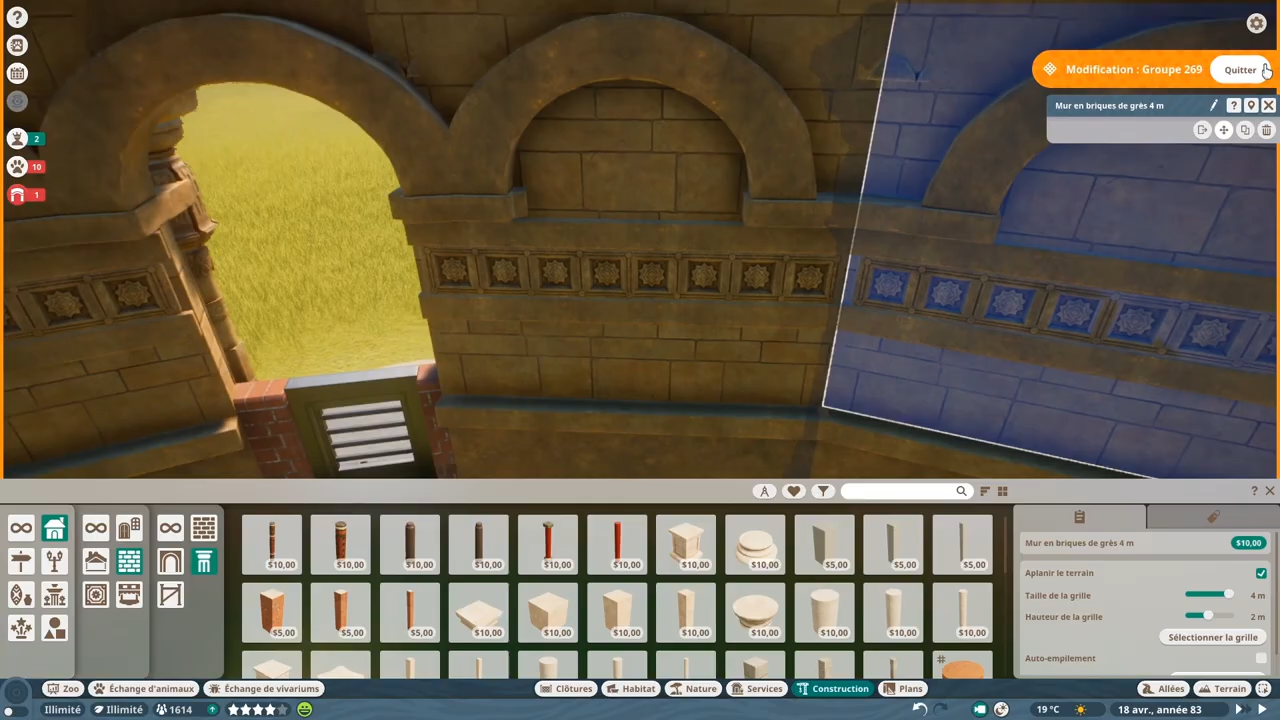 ?
Modification : Groupe 269
Quitter
Mur en briques de grès 4 m
?
2
10
1
?
$10,00 $10,00 $10,00 $10,00 $10,00 $10,00 $10,00 $10,00 $5,00 $5,00 $5,00
$5,00 $5,00 $5,00 $10,00 $10,00 $10,00 $10,00 $10,00 $10,00 $10,00 $10,00
#
Mur en briques de grès 4 m
$10,00
Aplanir le terrain
Taille de la grille 4 m
Hauteur de la grille 2 m
Sélectionner la grille
Auto-empilement
Zoo Échange d'animaux Échange de vivariums Clôtures Habitat Nature Services Construction Plans Allées Terrain
Illimité Illimité 1614 19 °C 18 avr., année 83